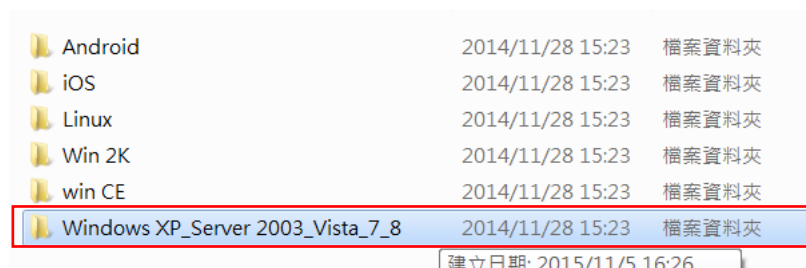 Android 2014/11/28 15:23 檔案資料夾
iOS 2014/11/28 15:23 檔案資料夾
Linux 2014/11/28 15:23 檔案資料夾
Win 2K 2014/11/28 15:23 檔案資料夾
win CE 2014/11/28 15:23 檔案資料夾
Windows XP_Server 2003_Vista_7_8 2014/11/28 15:23 檔案資料夾
建立日期: 2015/11/5 16:26